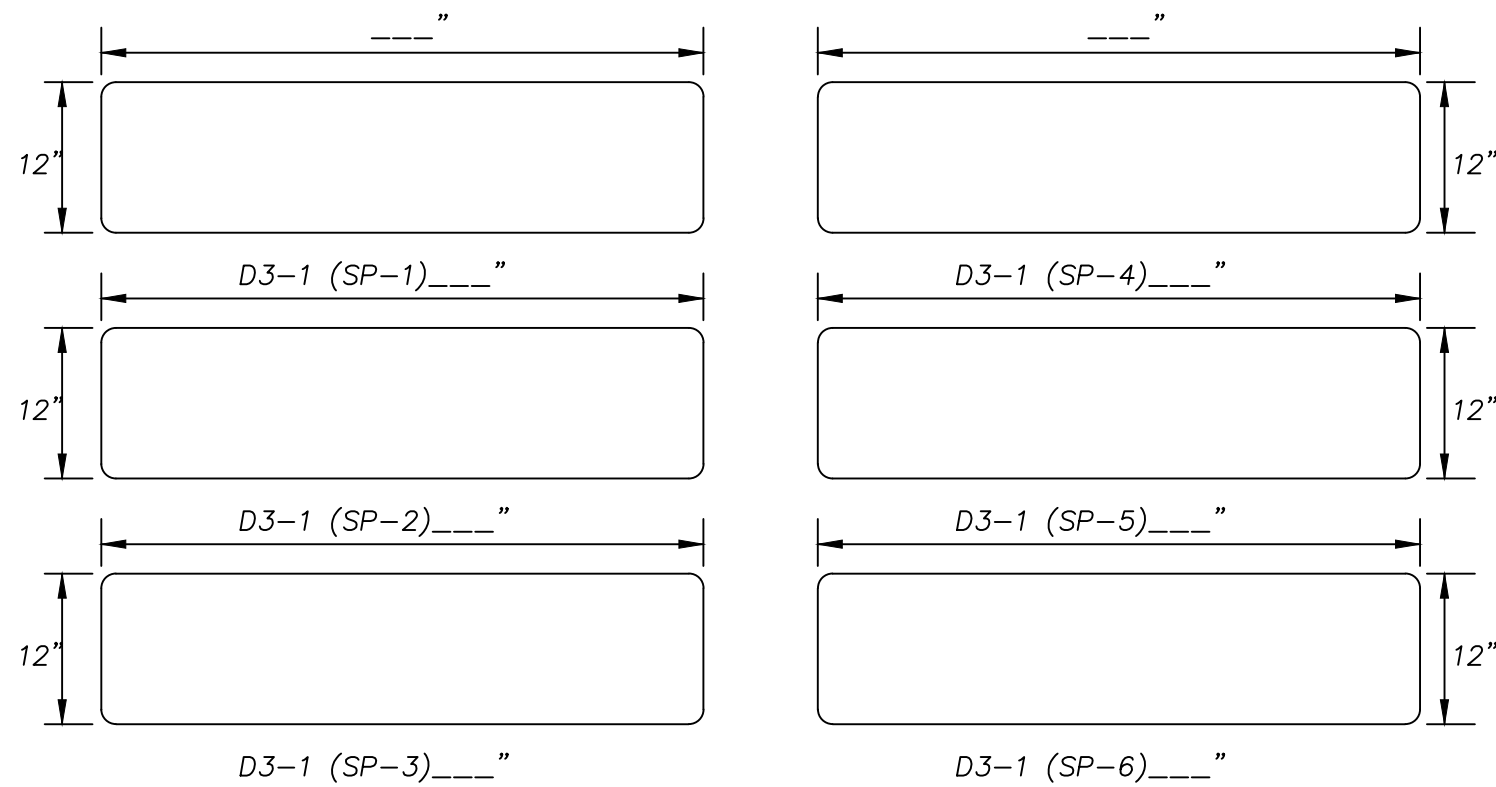 ___” ___”
12” 12”
D3-1 (SP-1)___” D3-1 (SP-4)___”
12” 12”
D3-1 (SP-2)___” D3-1 (SP-5)___”
12” 12”
D3-1 (SP-3)___” D3-1 (SP-6)___”